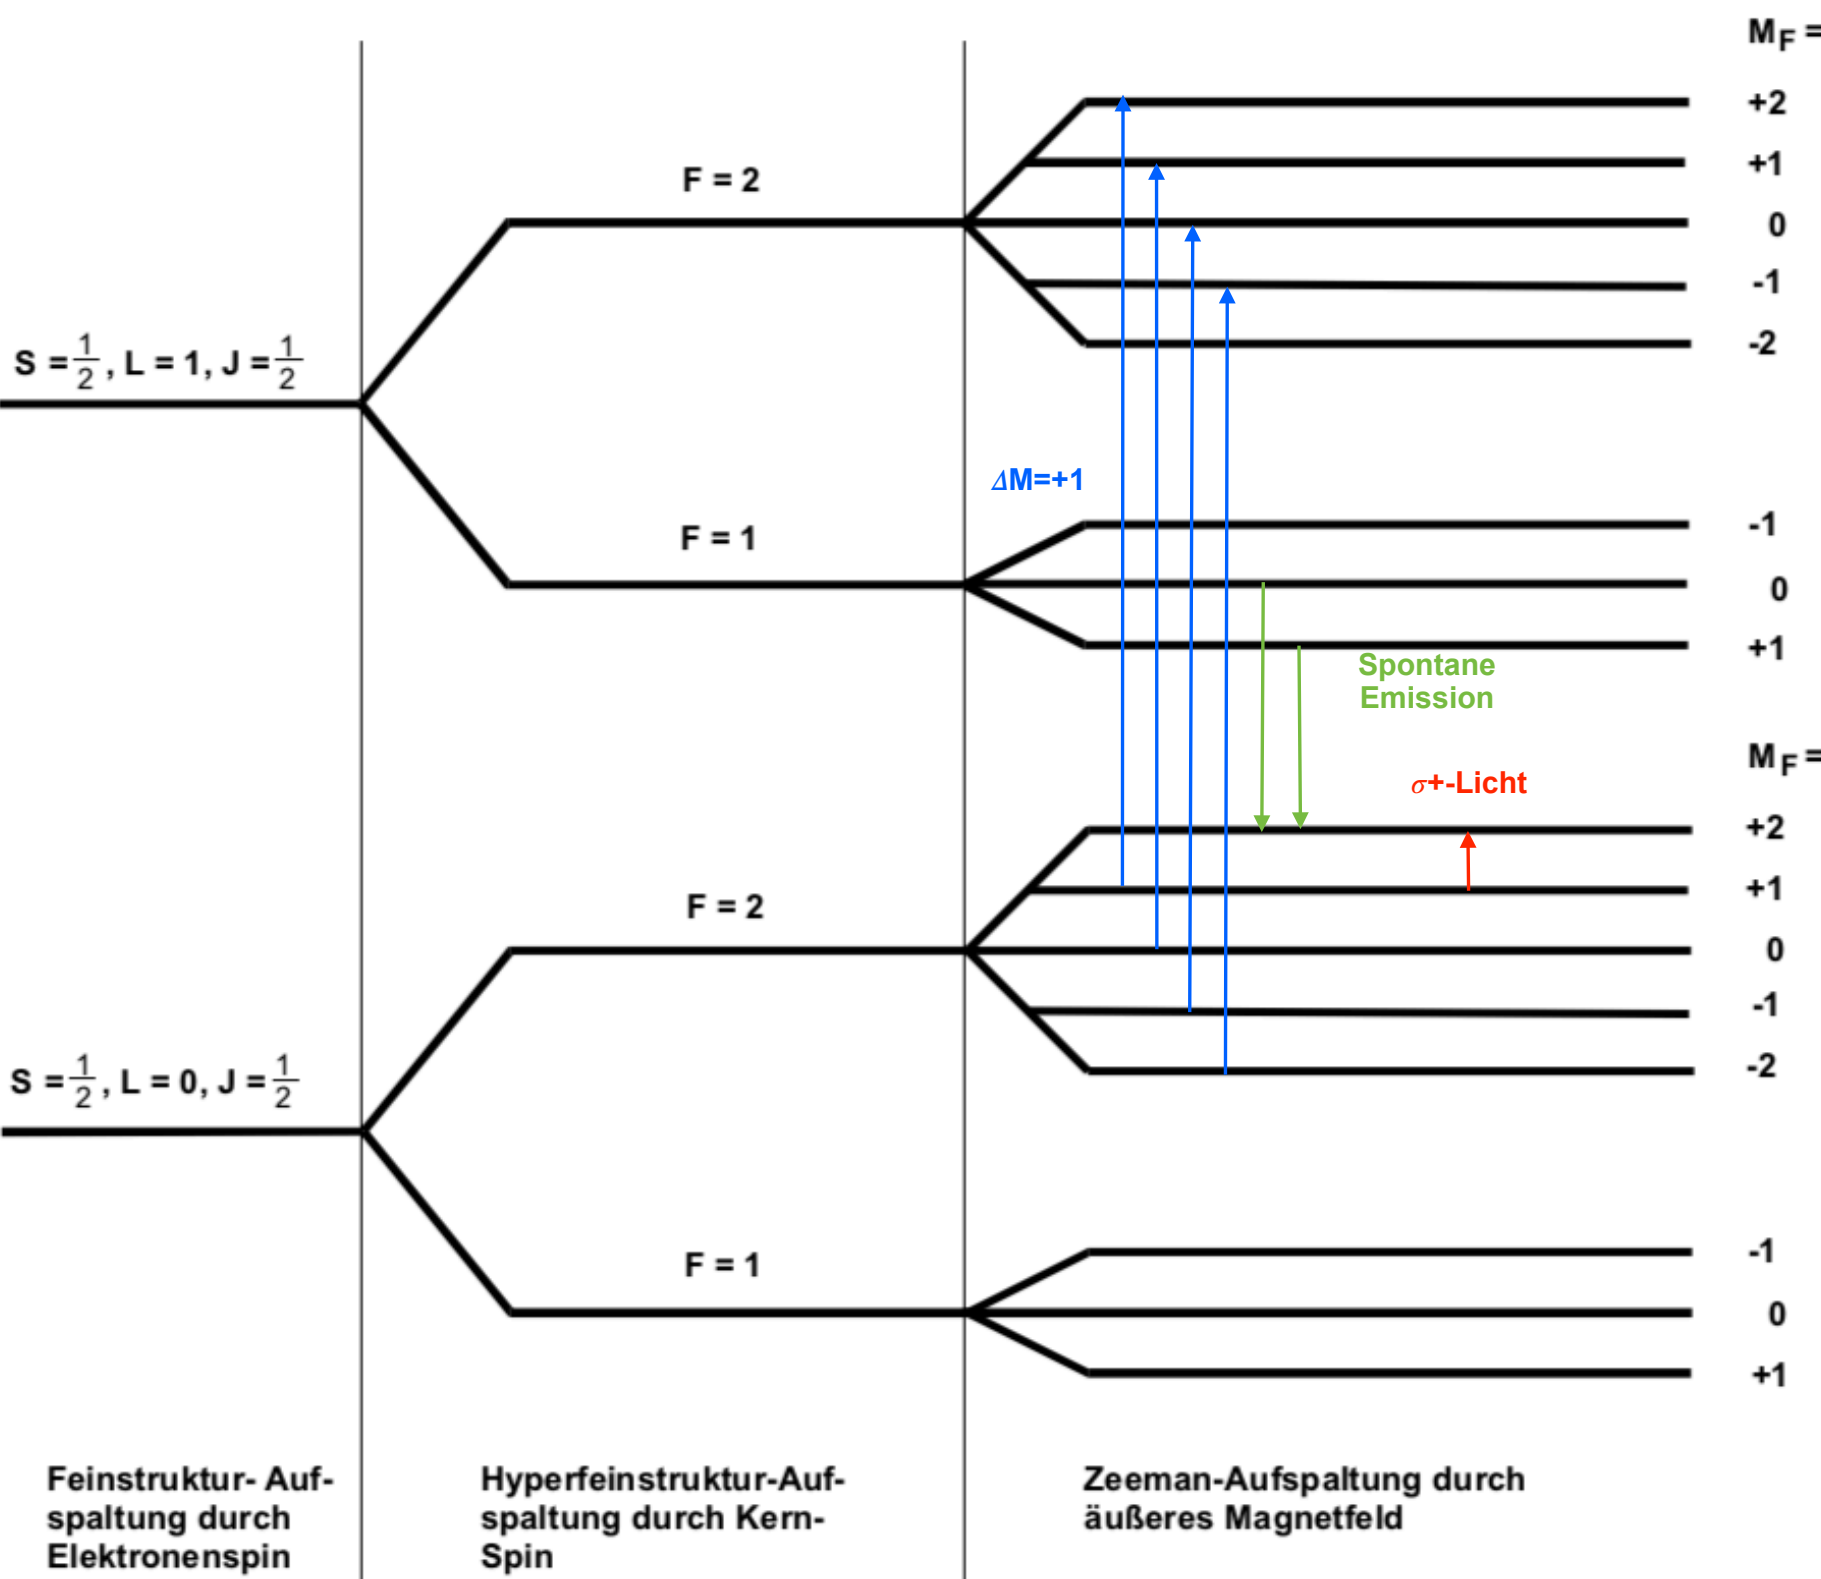 M_F =
+2
+1
0
-1
-2
F = 2
S = 1/2, L = 1, J = 1/2
ΔM=+1
F = 1
-1
0
+1
Spontane
Emission
M_F =
σ+-Licht
+2
+1
0
-1
-2
F = 2
S = 1/2, L = 0, J = 1/2
F = 1
-1
0
+1
Feinstruktur- Auf-
spaltung durch
Elektronenspin
Hyperfeinstruktur-Auf-
spaltung durch Kern-
Spin
Zeeman-Aufspaltung durch
äußeres Magnetfeld